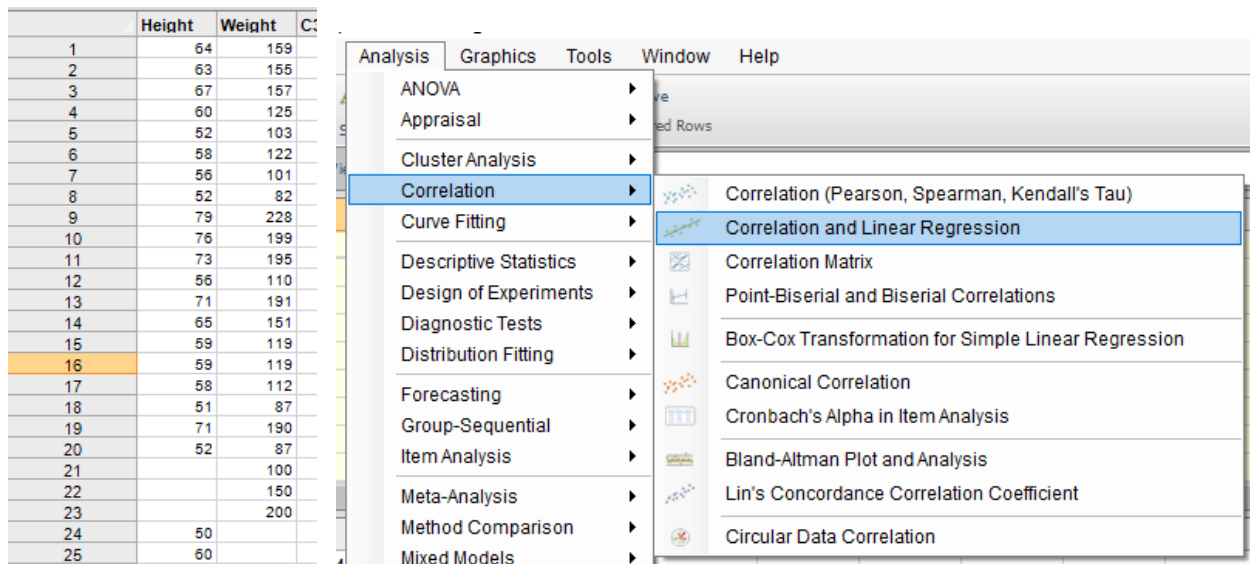 Height Weight C3
1 64 159
2 63 155
3 67 157
4 60 125
5 52 103
6 58 122
7 56 101
8 52 82
9 79 228
10 76 199
11 73 195
12 56 110
13 71 191
14 65 151
15 59 119
16 59 119
17 58 112
18 51 87
19 71 190
20 52 87
21 100
22 150
23 200
24 50
25 60
Analysis Graphics Tools Window Help
ANOVA
Appraisal
Cluster Analysis
Correlation
Curve Fitting
Descriptive Statistics
Design of Experiments
Diagnostic Tests
Distribution Fitting
Forecasting
Group-Sequential
Item Analysis
Meta-Analysis
Method Comparison
Mixed Models
ve
ed Rows
Correlation (Pearson, Spearman, Kendall's Tau)
Correlation and Linear Regression
Correlation Matrix
Point-Biserial and Biserial Correlations
Box-Cox Transformation for Simple Linear Regression
Canonical Correlation
Cronbach's Alpha in Item Analysis
Bland-Altman Plot and Analysis
Lin's Concordance Correlation Coefficient
Circular Data Correlation